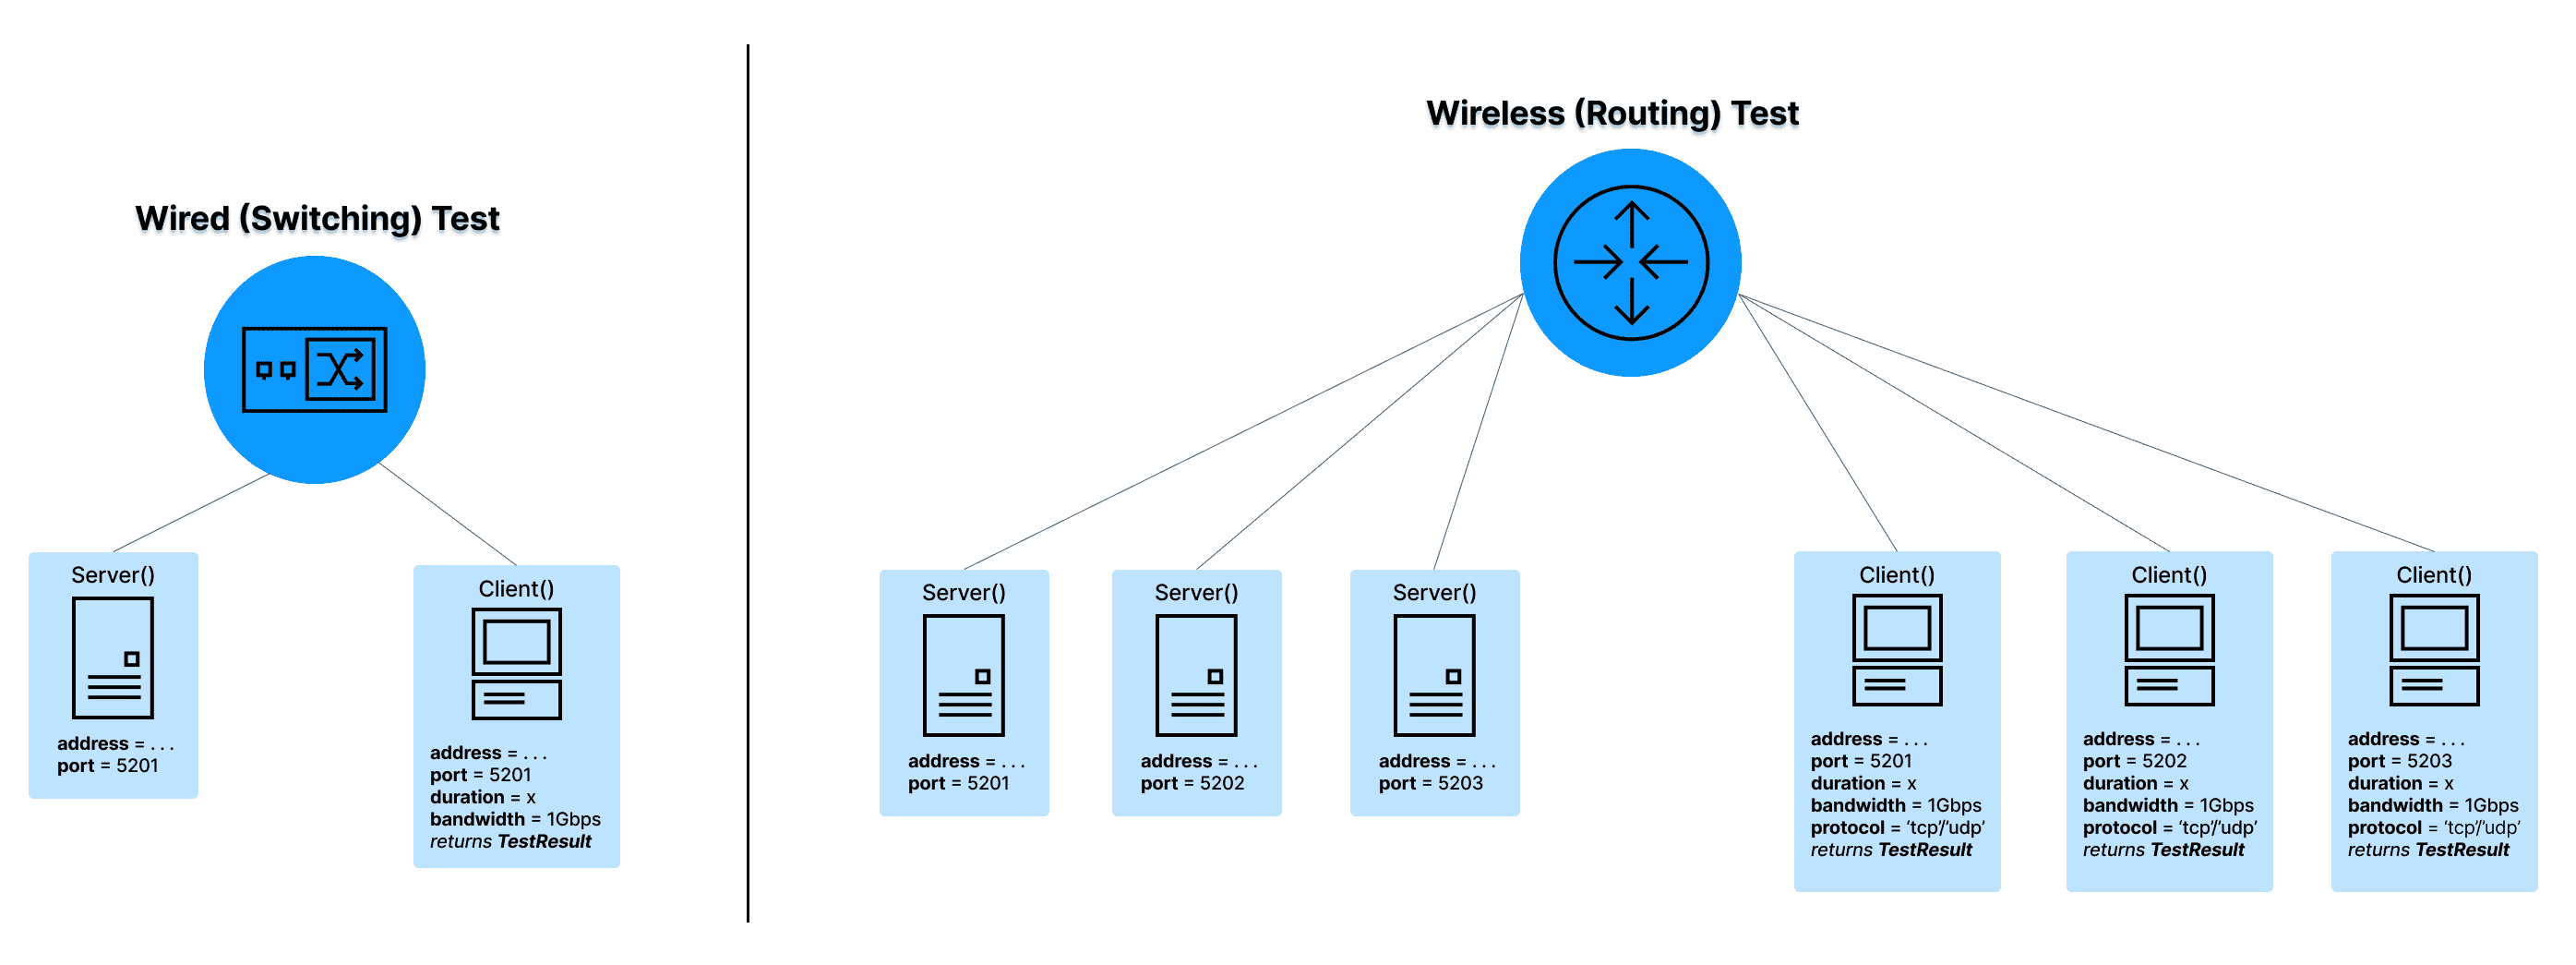 Wired (Switching) Test
Server()
address = . . .
port = 5201
Client()
address = . . .
port = 5201
duration = x
bandwidth = 1Gbps
returns TestResult
Wireless (Routing) Test
Server()
address = . . .
port = 5201
Server()
address = . . .
port = 5202
Server()
address = . . .
port = 5203
Client()
address = . . .
port = 5201
duration = x
bandwidth = 1Gbps
protocol = ‘tcp’/‘udp’
returns TestResult
Client()
address = . . .
port = 5202
duration = x
bandwidth = 1Gbps
protocol = ‘tcp’/‘udp’
returns TestResult
Client()
address = . . .
port = 5203
duration = x
bandwidth = 1Gbps
protocol = ‘tcp’/‘udp’
returns TestResult